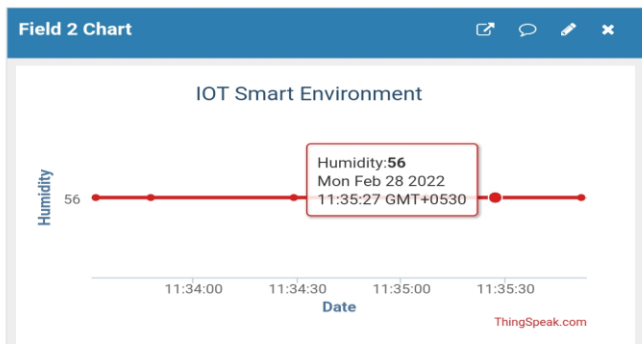 Field 2 Chart
IOT Smart Environment
Humidity:56
Mon Feb 28 2022
11:35:27 GMT+0530
Humidity
56
11:34:00 11:34:30 11:35:00 11:35:30
Date
ThingSpeak.com